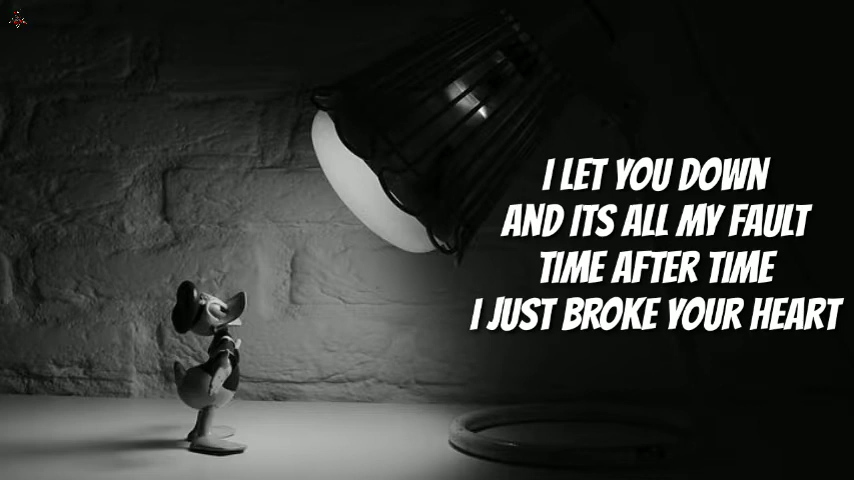 I LET YOU DOWN
AND ITS ALL MY FAULT
TIME AFTER TIME
I JUST BROKE YOUR HEART